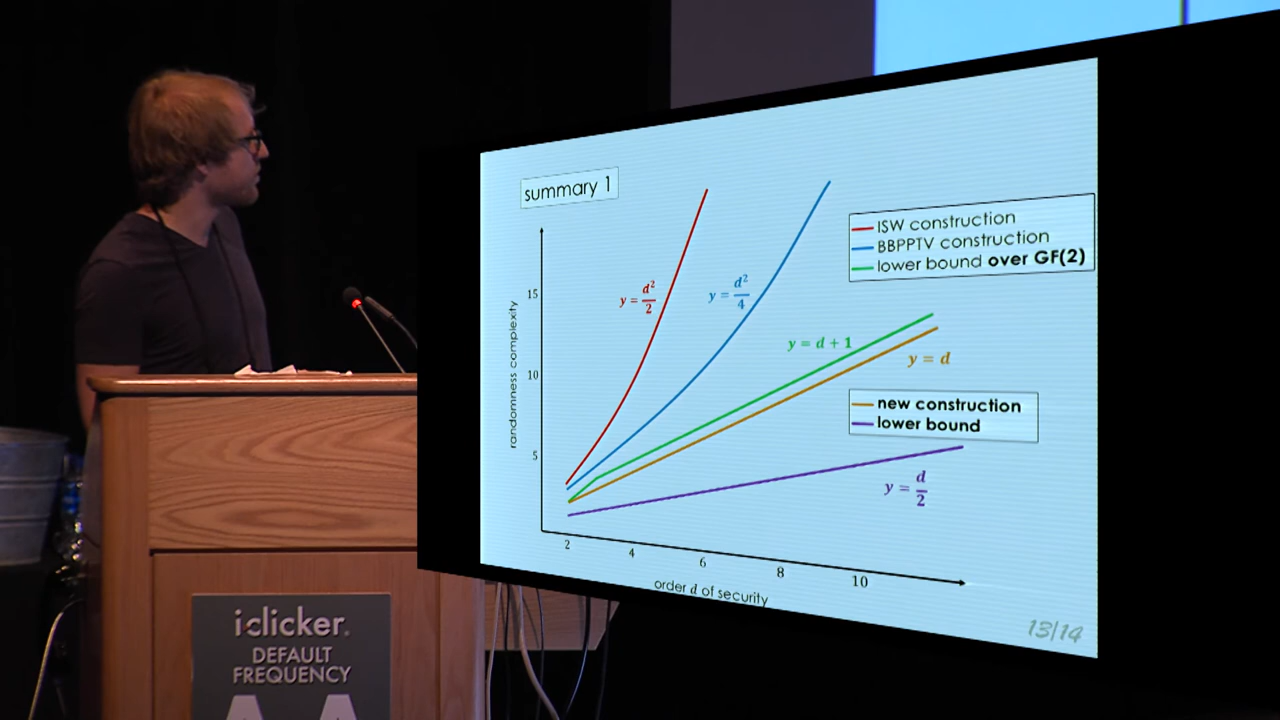 summary 1
ISW construction
BBPPTV construction
lower bound over GF(2)
y = d²/2
y = d²/4
y = d + 1
y = d
new construction
lower bound
y = d/2
randomness complexity
15
10
5
2
4
6
8
10
order d of security
13|14
iclicker.
DEFAULT
FREQUENCY
AA